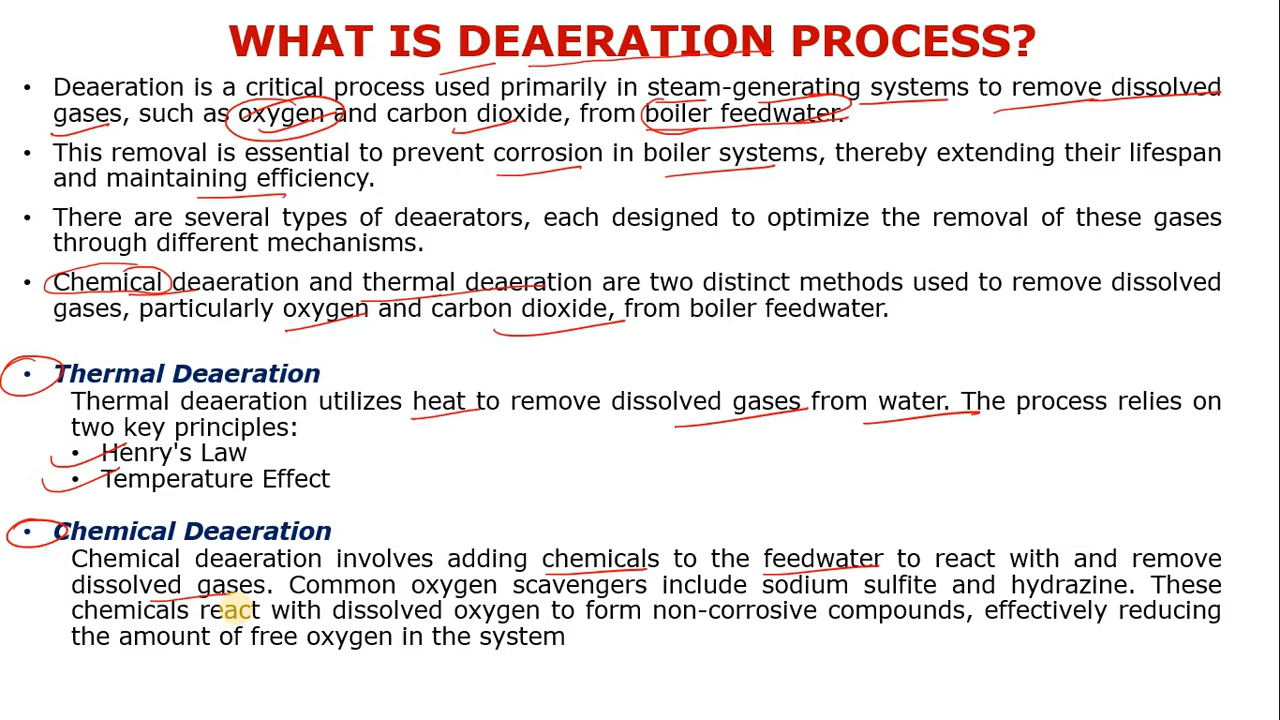 WHAT IS DEAERATION PROCESS?
• Deaeration is a critical process used primarily in steam-generating systems to remove dissolved
gases, such as oxygen and carbon dioxide, from boiler feedwater.
• This removal is essential to prevent corrosion in boiler systems, thereby extending their lifespan
and maintaining efficiency.
• There are several types of deaerators, each designed to optimize the removal of these gases
through different mechanisms.
• Chemical deaeration and thermal deaeration are two distinct methods used to remove dissolved
gases, particularly oxygen and carbon dioxide, from boiler feedwater.
• Thermal Deaeration
Thermal deaeration utilizes heat to remove dissolved gases from water. The process relies on
two key principles:
• Henry's Law
• Temperature Effect
• Chemical Deaeration
Chemical deaeration involves adding chemicals to the feedwater to react with and remove
dissolved gases. Common oxygen scavengers include sodium sulfite and hydrazine. These
chemicals react with dissolved oxygen to form non-corrosive compounds, effectively reducing
the amount of free oxygen in the system